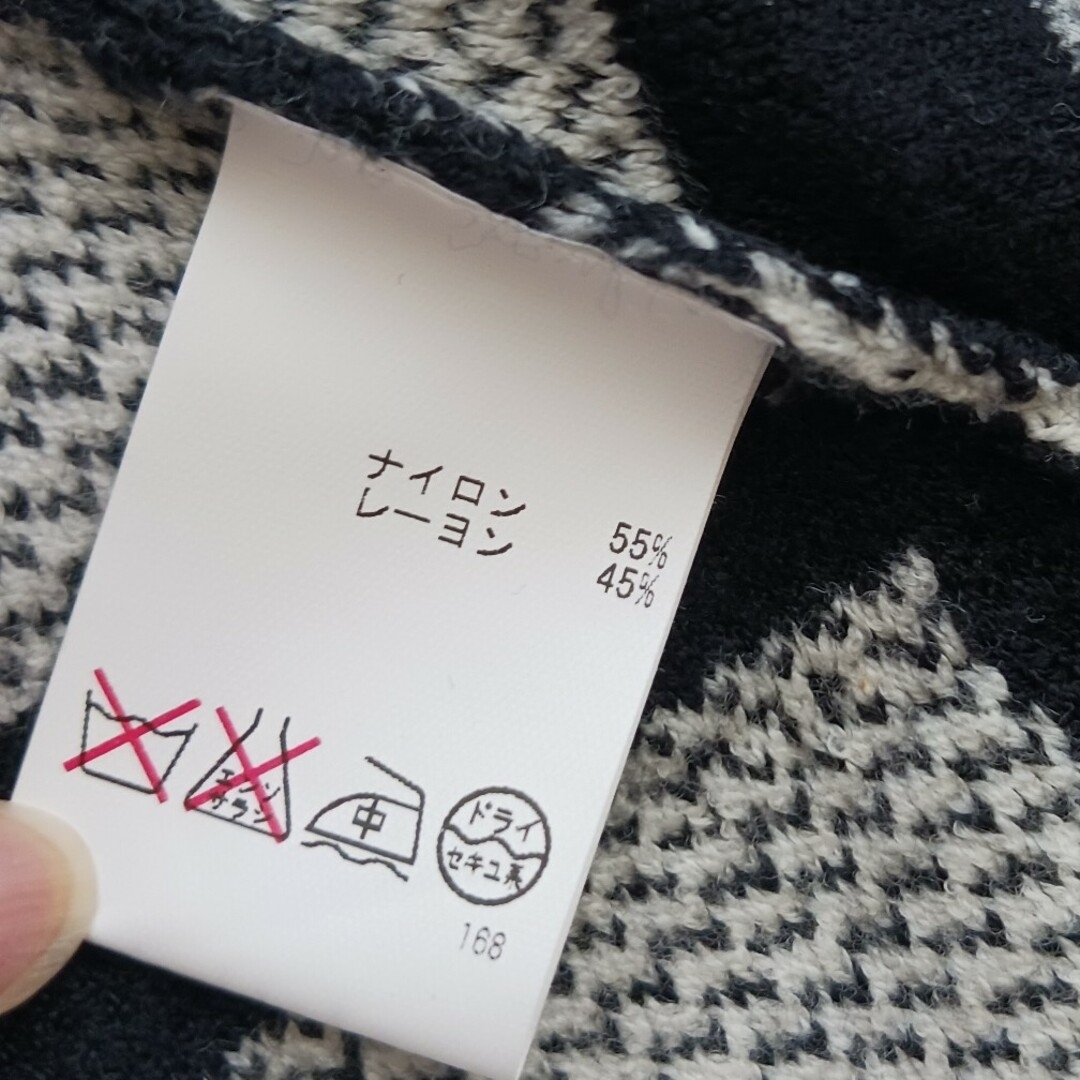 ナイロン 55%
レーヨン 45%
エンソ
サラシ
中
ドライ
セキユ系
168